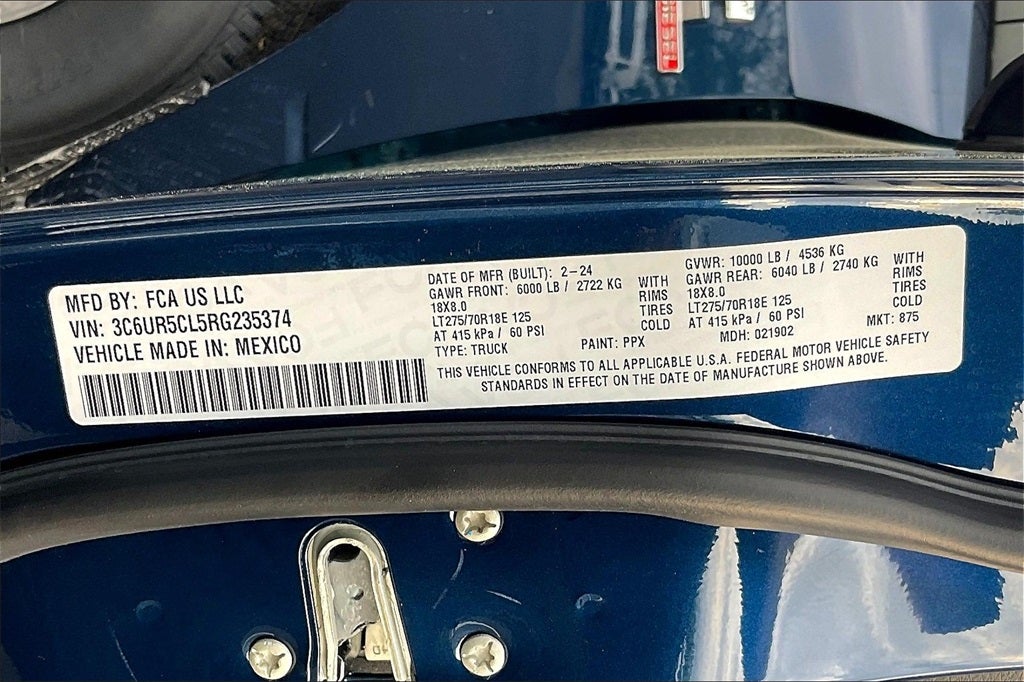 MFD BY: FCA US LLC
VIN: 3C6UR5CL5RG235374
VEHICLE MADE IN: MEXICO
DATE OF MFR (BUILT): 2-24
GAWR FRONT: 6000 LB / 2722 KG WITH
18X8.0 RIMS
LT275/70R18E 125 TIRES
AT 415 kPa / 60 PSI COLD
TYPE: TRUCK PAINT: PPX
GVWR: 10000 LB / 4536 KG
GAWR REAR: 6040 LB / 2740 KG WITH
18X8.0 RIMS
LT275/70R18E 125 TIRES
AT 415 kPa / 60 PSI COLD
MDH: 021902 MKT: 875
THIS VEHICLE CONFORMS TO ALL APPLICABLE U.S.A. FEDERAL MOTOR VEHICLE SAFETY
STANDARDS IN EFFECT ON THE DATE OF MANUFACTURE SHOWN ABOVE.